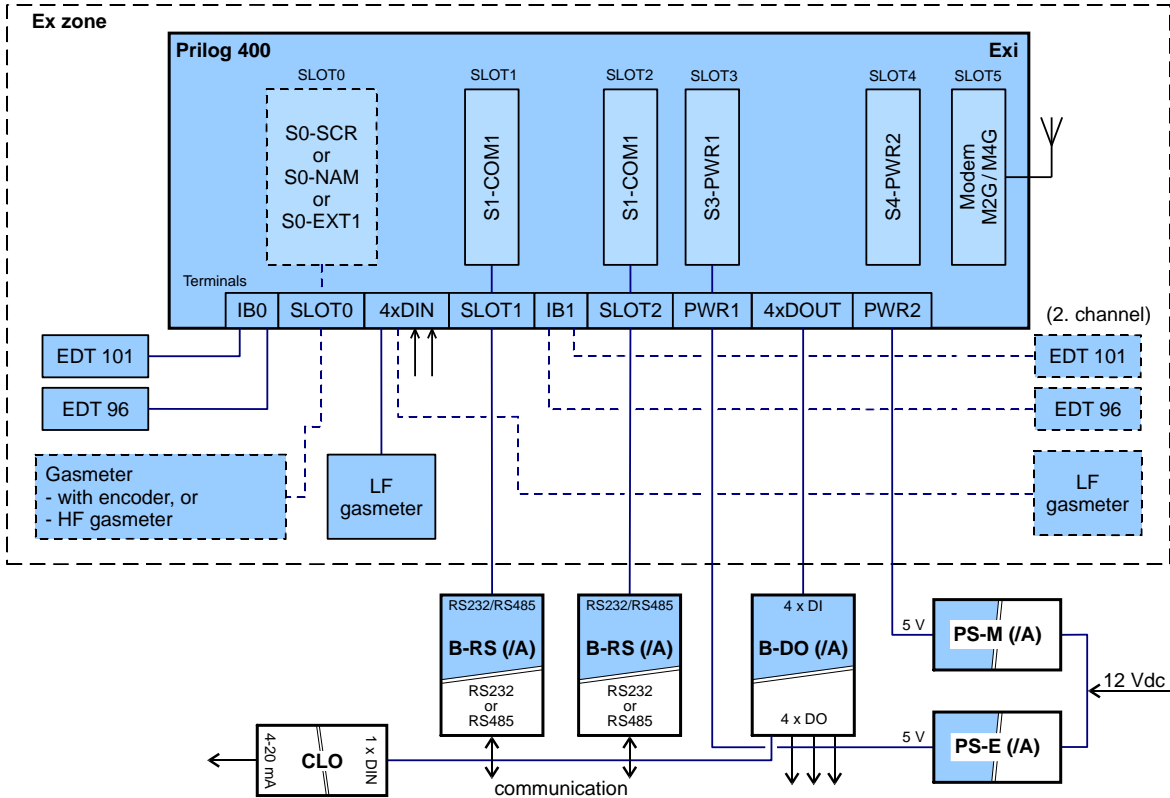 Ex zone
Prilog 400
Exi
SLOT0
SLOT1
SLOT2
SLOT3
SLOT4
SLOT5
S0-SCR
or
S0-NAM
or
S0-EXT1
S1-COM1
S1-COM1
S3-PWR1
S4-PWR2
Modem
M2G / M4G
Terminals
IB0
SLOT0
4xDIN
SLOT1
IB1
SLOT2
PWR1
4xDOUT
PWR2
(2. channel)
EDT 101
EDT 101
EDT 96
EDT 96
Gasmeter
- with encoder, or
- HF gasmeter
LF
gasmeter
LF
gasmeter
RS232/RS485
B-RS (/A)
RS232
or
RS485
RS232/RS485
B-RS (/A)
RS232
or
RS485
4 x DI
B-DO (/A)
4 x DO
5 V
PS-M (/A)
12 Vdc
5 V
PS-E (/A)
4-20 mA
CLO
1 x DIN
communication